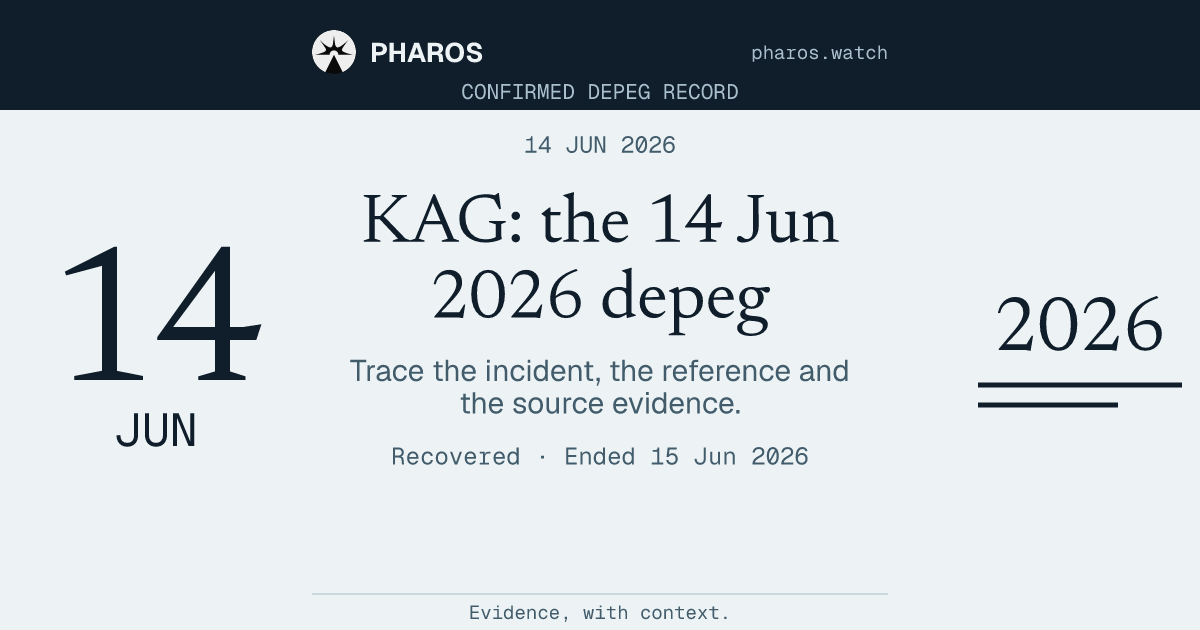 PHAROS
pharos.watch
CONFIRMED DEPEG RECORD
14 JUN 2026
KAG: the 14 Jun
2026 depeg
Trace the incident, the reference and
the source evidence.
Recovered · Ended 15 Jun 2026
14
JUN
2026
Evidence, with context.